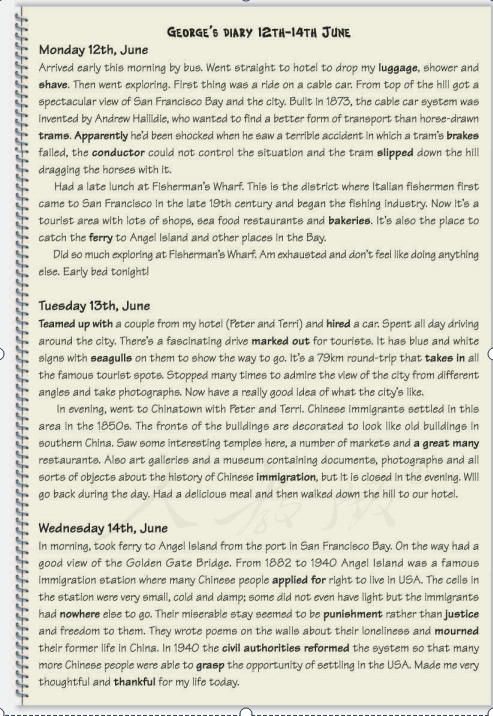 GEORGE'S DIARY 12TH-14TH JUNE
Monday 12th, June
Arrived early this morning by bus. Went straight to hotel to drop my luggage, shower and
shave. Then went exploring. First thing was a ride on a cable car. From top of the hill got a
spectacular view of San Francisco Bay and the city. Built in 1873, the cable car system was
invented by Andrew Hallidie, who wanted to find a better form of transport than horse-drawn
trams. Apparently he'd been shocked when he saw a terrible accident in which a tram's brakes
failed, the conductor could not control the situation and the tram slipped down the hill
dragging the horses with it.
Had a late lunch at Fisherman's Wharf. This is the district where Italian fishermen first
came to San Francisco in the late 19th century and began the fishing industry. Now it's a
tourist area with lots of shops, sea food restaurants and bakeries. It's also the place to
catch the ferry to Angel Island and other places in the Bay.
Did so much exploring at Fisherman's Wharf. Am exhausted and don't feel like doing anything
else. Early bed tonight!
Tuesday 13th, June
Teamed up with a couple from my hotel (Peter and Terri) and hired a car. Spent all day driving
around the city. There's a fascinating drive marked out for tourists. It has blue and white
signs with seagulls on them to show the way to go. It's a 79km round-trip that takes in all
the famous tourist spots. Stopped many times to admire the view of the city from different
angles and take photographs. Now have a really good idea of what the city's like.
In evening, went to Chinatown with Peter and Terri. Chinese immigrants settled in this
area in the 1850s. The fronts of the buildings are decorated to look like old buildings in
southern China. Saw some interesting temples here, a number of markets and a great many
restaurants. Also art galleries and a museum containing documents, photographs and all
sorts of objects about the history of Chinese immigration, but it is closed in the evening. Will
go back during the day. Had a delicious meal and then walked down the hill to our hotel.
人教版
Wednesday 14th, June
In morning, took ferry to Angel Island from the port in San Francisco Bay. On the way had a
good view of the Golden Gate Bridge. From 1882 to 1940 Angel Island was a famous
immigration station where many Chinese people applied for right to live in USA. The cells in
the station were very small, cold and damp; some did not even have light but the immigrants
had nowhere else to go. Their miserable stay seemed to be punishment rather than justice
and freedom to them. They wrote poems on the walls about their loneliness and mourned
their former life in China. In 1940 the civil authorities reformed the system so that many
more Chinese people were able to grasp the opportunity of settling in the USA. Made me very
thoughtful and thankful for my life today.